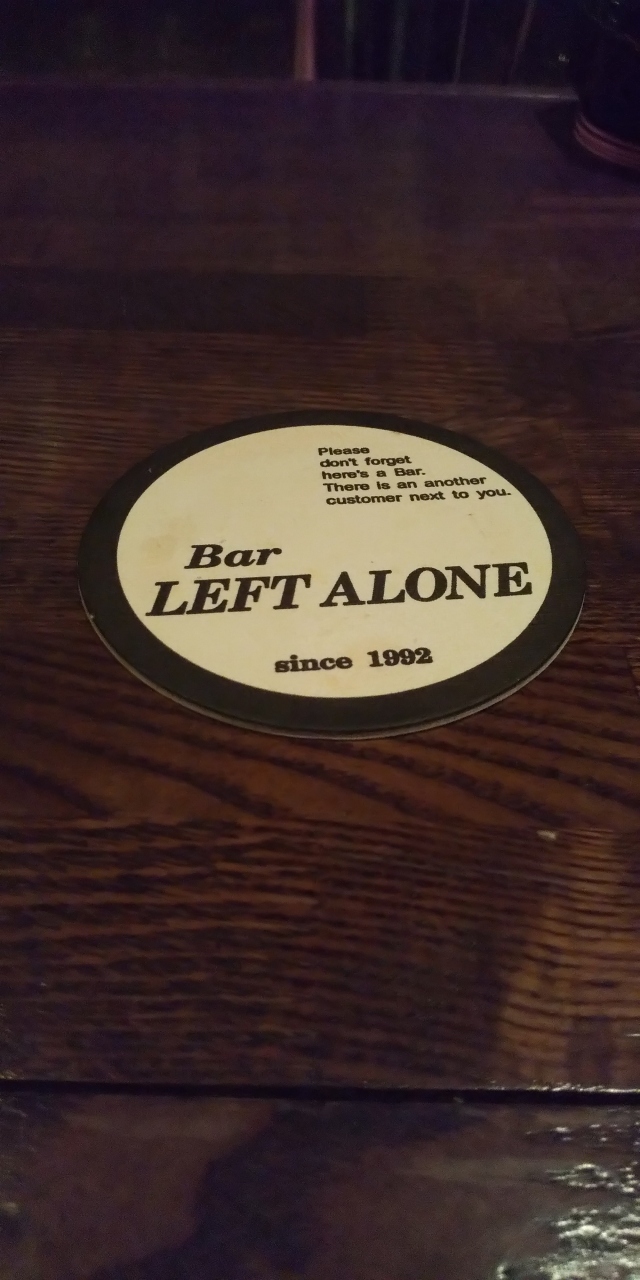 Please
don't forget
here's a Bar.
There is an another
customer next to you.
Bar
LEFT ALONE
since 1992